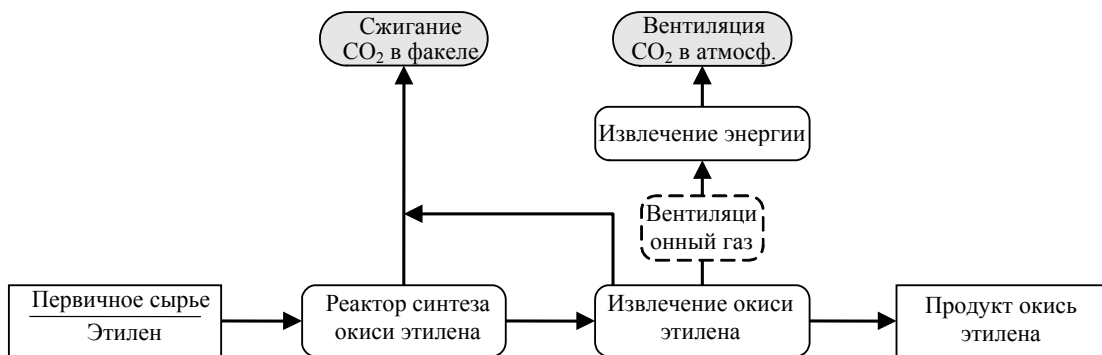 Сжигание
CO₂ в факеле
Вентиляция
CO₂ в атмосф.
Извлечение энергии
Вентиляци
онный газ
Первичное сырье
Этилен
Реактор синтеза
окиси этилена
Извлечение окиси
этилена
Продукт окись
этилена